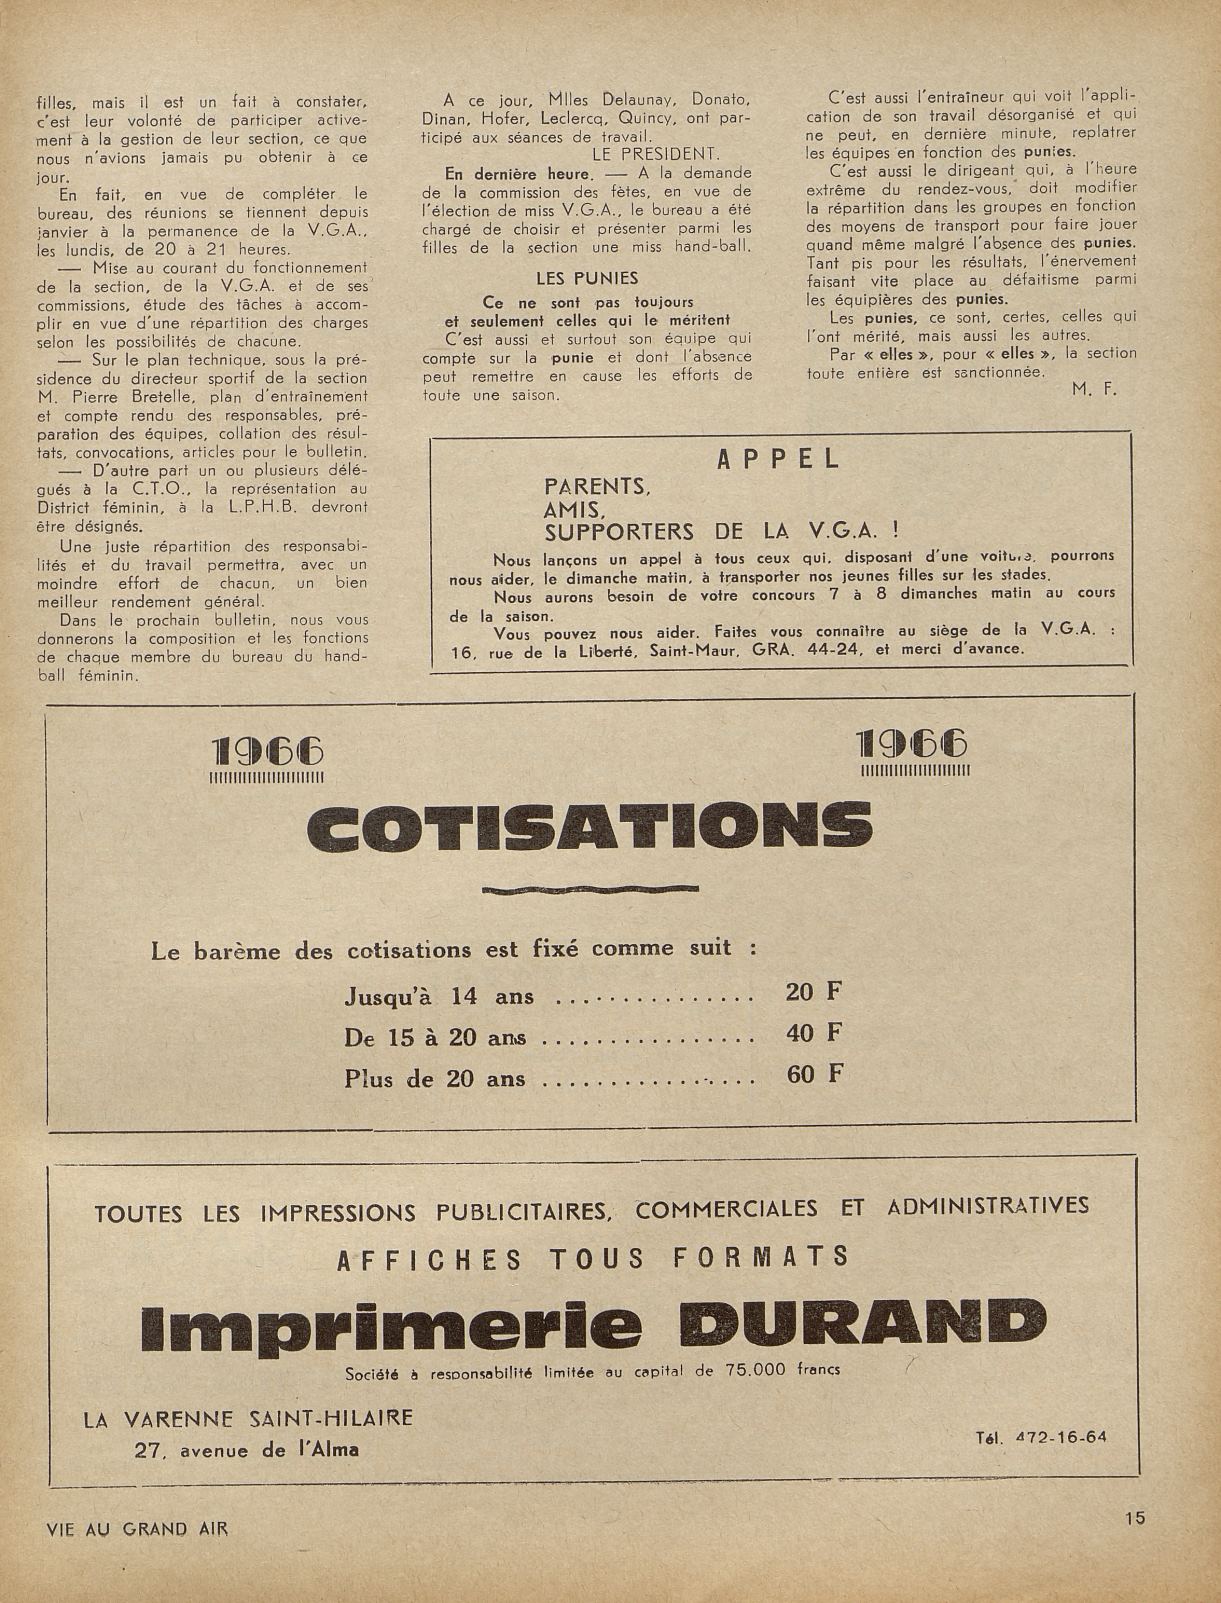 filles, mais il est un fait à constater,
c'est leur volonté de participer active-
ment à la gestion de leur section, ce que
nous n'avions jamais pu obtenir à ce
jour.
En fait, en vue de compléter le
bureau, des réunions se tiennent depuis
janvier à la permanence de la V.G.A.,
les lundis, de 20 à 21 heures.
— Mise au courant du fonctionnement
de la section, de la V.G.A. et de ses
commissions, étude des tâches à accom-
plir en vue d'une répartition des charges
selon les possibilités de chacune.
— Sur le plan technique, sous la pré-
sidence du directeur sportif de la section
M. Pierre Bretelle, plan d'entraînement
et compte rendu des responsables, pré-
paration des équipes, collation des résul-
tats, convocations, articles pour le bulletin.
— D'autre part un ou plusieurs délé-
gués à la C.T.O., la représentation au
District féminin, à la L.P.H.B. devront
être désignés.
Une juste répartition des responsabi-
lités et du travail permettra, avec un
moindre effort de chacun, un bien
meilleur rendement général.
Dans le prochain bulletin, nous vous
donnerons la composition et les fonctions
de chaque membre du bureau du hand-
ball féminin.
A ce jour, Mlles Delaunay, Donato,
Dinan, Hofer, Leclercq, Quincy, ont par-
ticipé aux séances de travail.
LE PRESIDENT.
En dernière heure. — A la demande
de la commission des fêtes, en vue de
l'élection de miss V.G.A., le bureau a été
chargé de choisir et présenter parmi les
filles de la section une miss hand-ball.
LES PUNIES
Ce ne sont pas toujours
et seulement celles qui le méritent
C'est aussi et surtout son équipe qui
compte sur la punie et dont l'absence
peut remettre en cause les efforts de
toute une saison.
C'est aussi l'entraîneur qui voit l'appli-
cation de son travail désorganisé et qui
ne peut, en dernière minute, replatrer
les équipes en fonction des punies.
C'est aussi le dirigeant qui, à l'heure
extrême du rendez-vous, doit modifier
la répartition dans les groupes en fonction
des moyens de transport pour faire jouer
quand même malgré l'absence des punies.
Tant pis pour les résultats, l'énervement
faisant vite place au défaitisme parmi
les équipières des punies.
Les punies, ce sont, certes, celles qui
l'ont mérité, mais aussi les autres.
Par « elles », pour « elles », la section
toute entière est sanctionnée.
M. F.
APPEL
PARENTS,
AMIS,
SUPPORTERS DE LA V.G.A. !
Nous lançons un appel à tous ceux qui, disposant d'une voiture, pourrons
nous aider, le dimanche matin, à transporter nos jeunes filles sur les stades.
Nous aurons besoin de votre concours 7 à 8 dimanches matin au cours
de la saison.
Vous pouvez nous aider. Faites vous connaître au siège de la V.G.A. :
16, rue de la Liberté, Saint-Maur, GRA. 44-24, et merci d'avance.
1966 1966
COTISATIONS
Le barème des cotisations est fixé comme suit :
Jusqu'à 14 ans ............... 20 F
De 15 à 20 ans ................ 40 F
Plus de 20 ans ................ 60 F
TOUTES LES IMPRESSIONS PUBLICITAIRES, COMMERCIALES ET ADMINISTRATIVES
AFFICHES TOUS FORMATS
Imprimerie DURAND
Société à responsabilité limitée au capital de 75.000 francs
LA VARENNE SAINT-HILAIRE
27, avenue de l'Alma
Tél. 472-16-64
VIE AU GRAND AIR
15